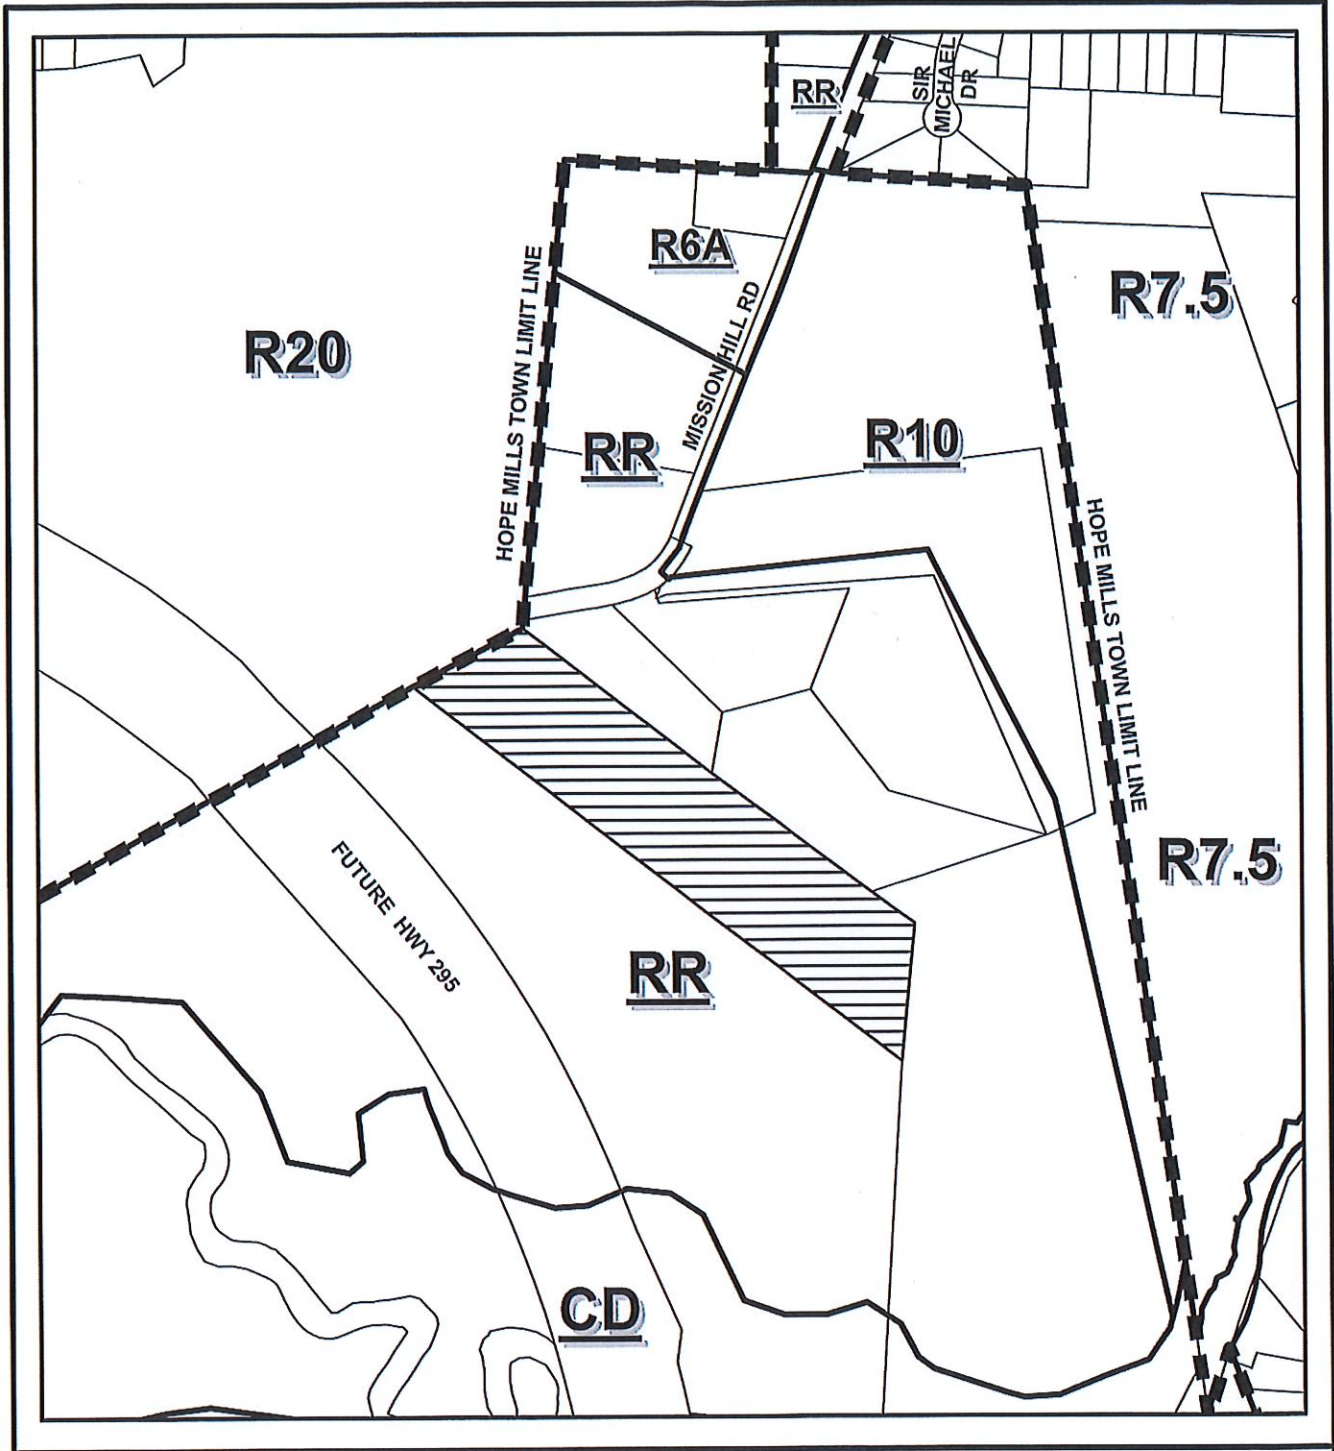 RR
SIR
MICHAEL
DR
R6A
R7.5
HOPE MILLS TOWN LIMIT LINE
R20
MISSION HILL RD
RR
R10
HOPE MILLS TOWN LIMIT LINE
FUTURE HWY 295
R7.5
RR
CD